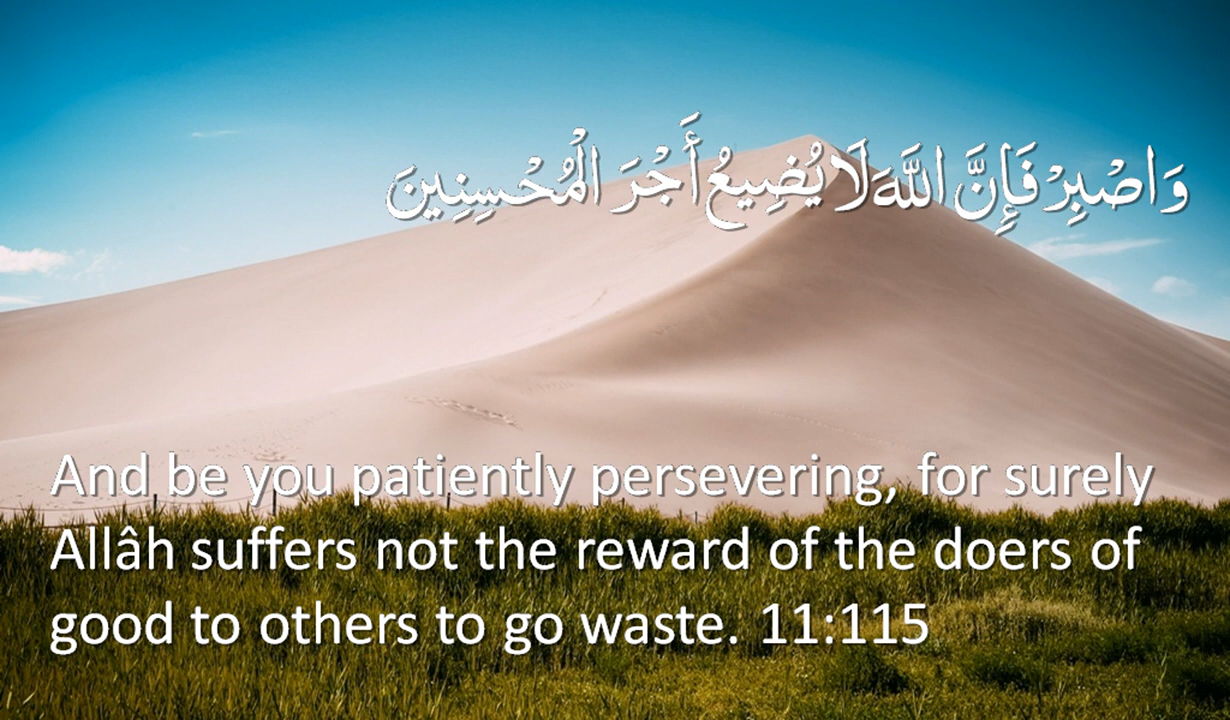 وَاصْبِرْ فَإِنَّ اللَّهَ لَا يُضِيعُ أَجْرَ الْمُحْسِنِينَ
And be you patiently persevering, for surely
Allâh suffers not the reward of the doers of
good to others to go waste. 11:115